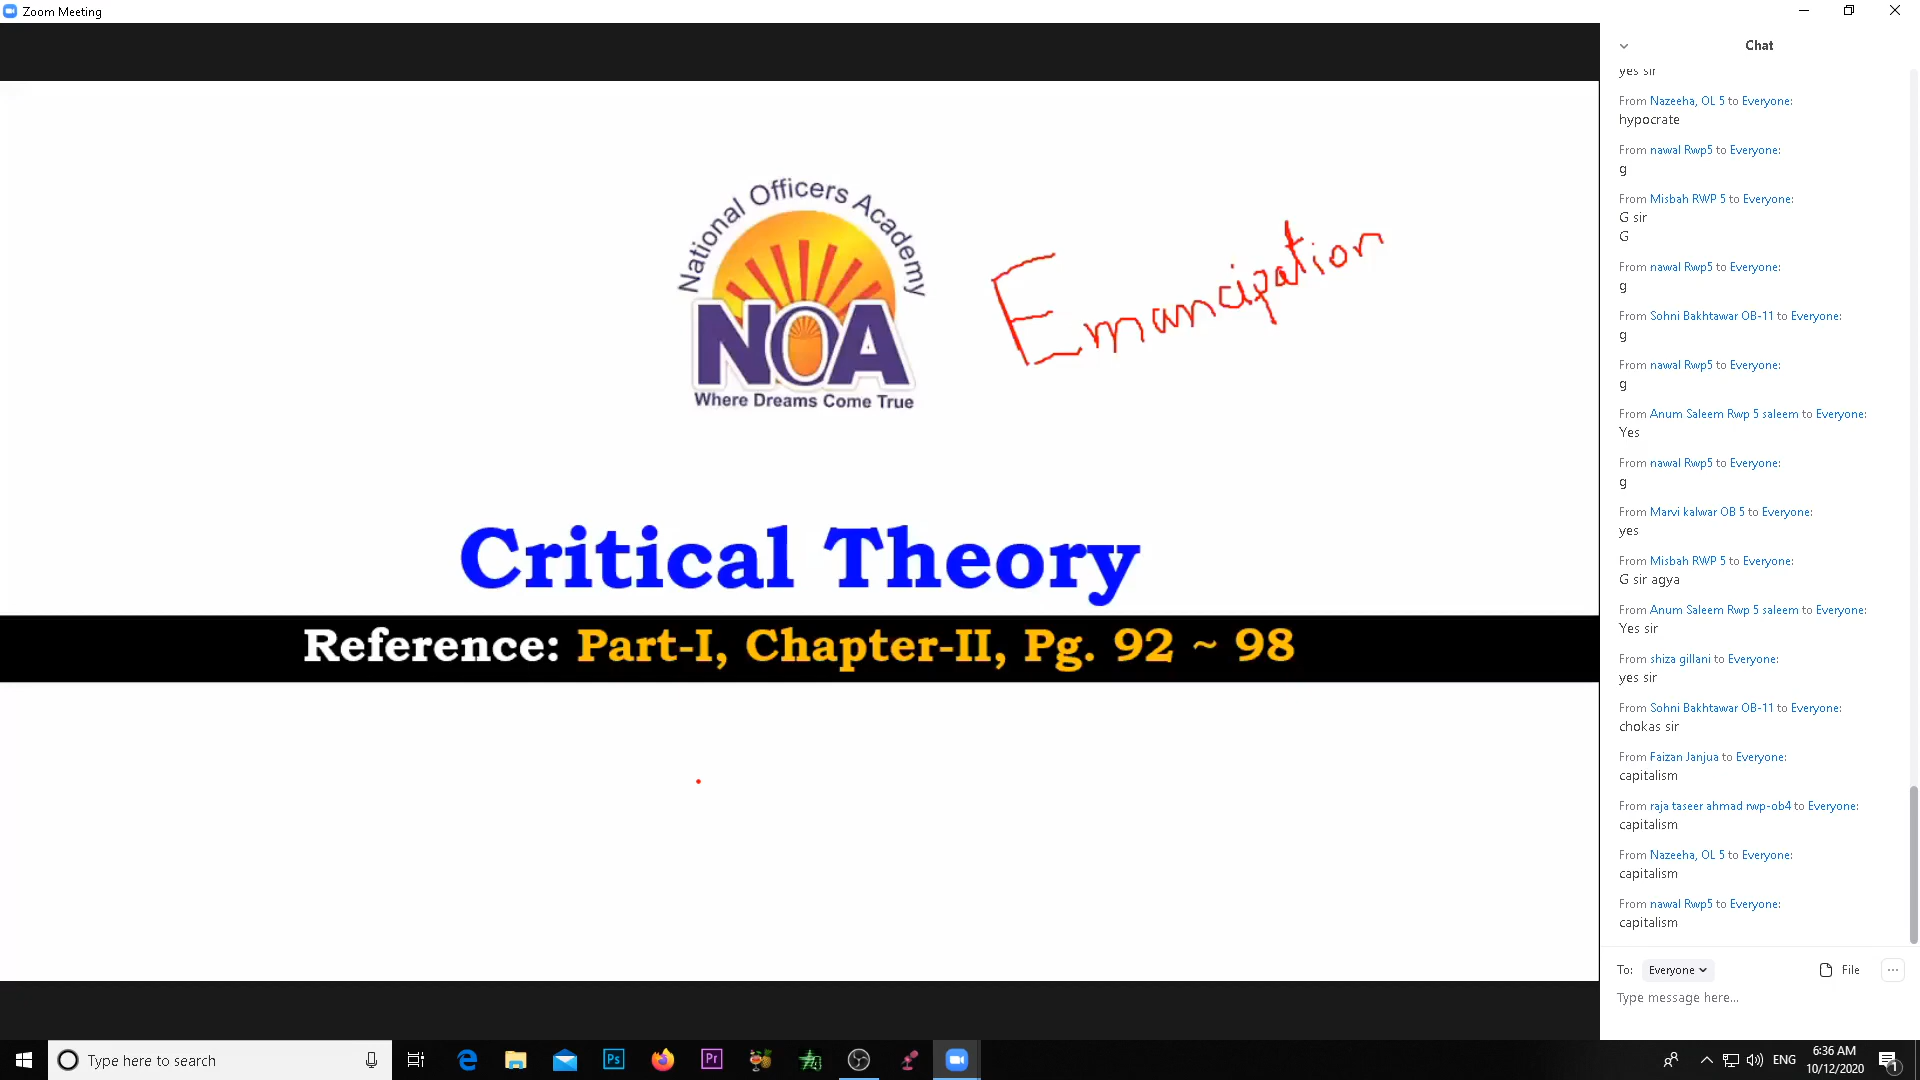 Zoom Meeting
National Officers Academy
NOA
Where Dreams Come True
Emancipation
Critical Theory
Reference: Part-I, Chapter-II, Pg. 92 ~ 98
Chat
yes sir
From Nazeeha, OL 5 to Everyone:
hypocrate
From nawal Rwp5 to Everyone:
g
From Misbah RWP 5 to Everyone:
G sir
G
From nawal Rwp5 to Everyone:
g
From Sohni Bakhtawar OB-11 to Everyone:
g
From nawal Rwp5 to Everyone:
g
From Anum Saleem Rwp 5 saleem to Everyone:
Yes
From nawal Rwp5 to Everyone:
g
From Marvi kalwar OB 5 to Everyone:
yes
From Misbah RWP 5 to Everyone:
G sir agya
From Anum Saleem Rwp 5 saleem to Everyone:
Yes sir
From shiza gillani to Everyone:
yes sir
From Sohni Bakhtawar OB-11 to Everyone:
chokas sir
From Faizan Janjua to Everyone:
capitalism
From raja taseer ahmad rwp-ob4 to Everyone:
capitalism
From Nazeeha, OL 5 to Everyone:
capitalism
From nawal Rwp5 to Everyone:
capitalism
To: Everyone File
Type message here...
Type here to search
Ps
Pr
ENG
6:36 AM
10/12/2020
1